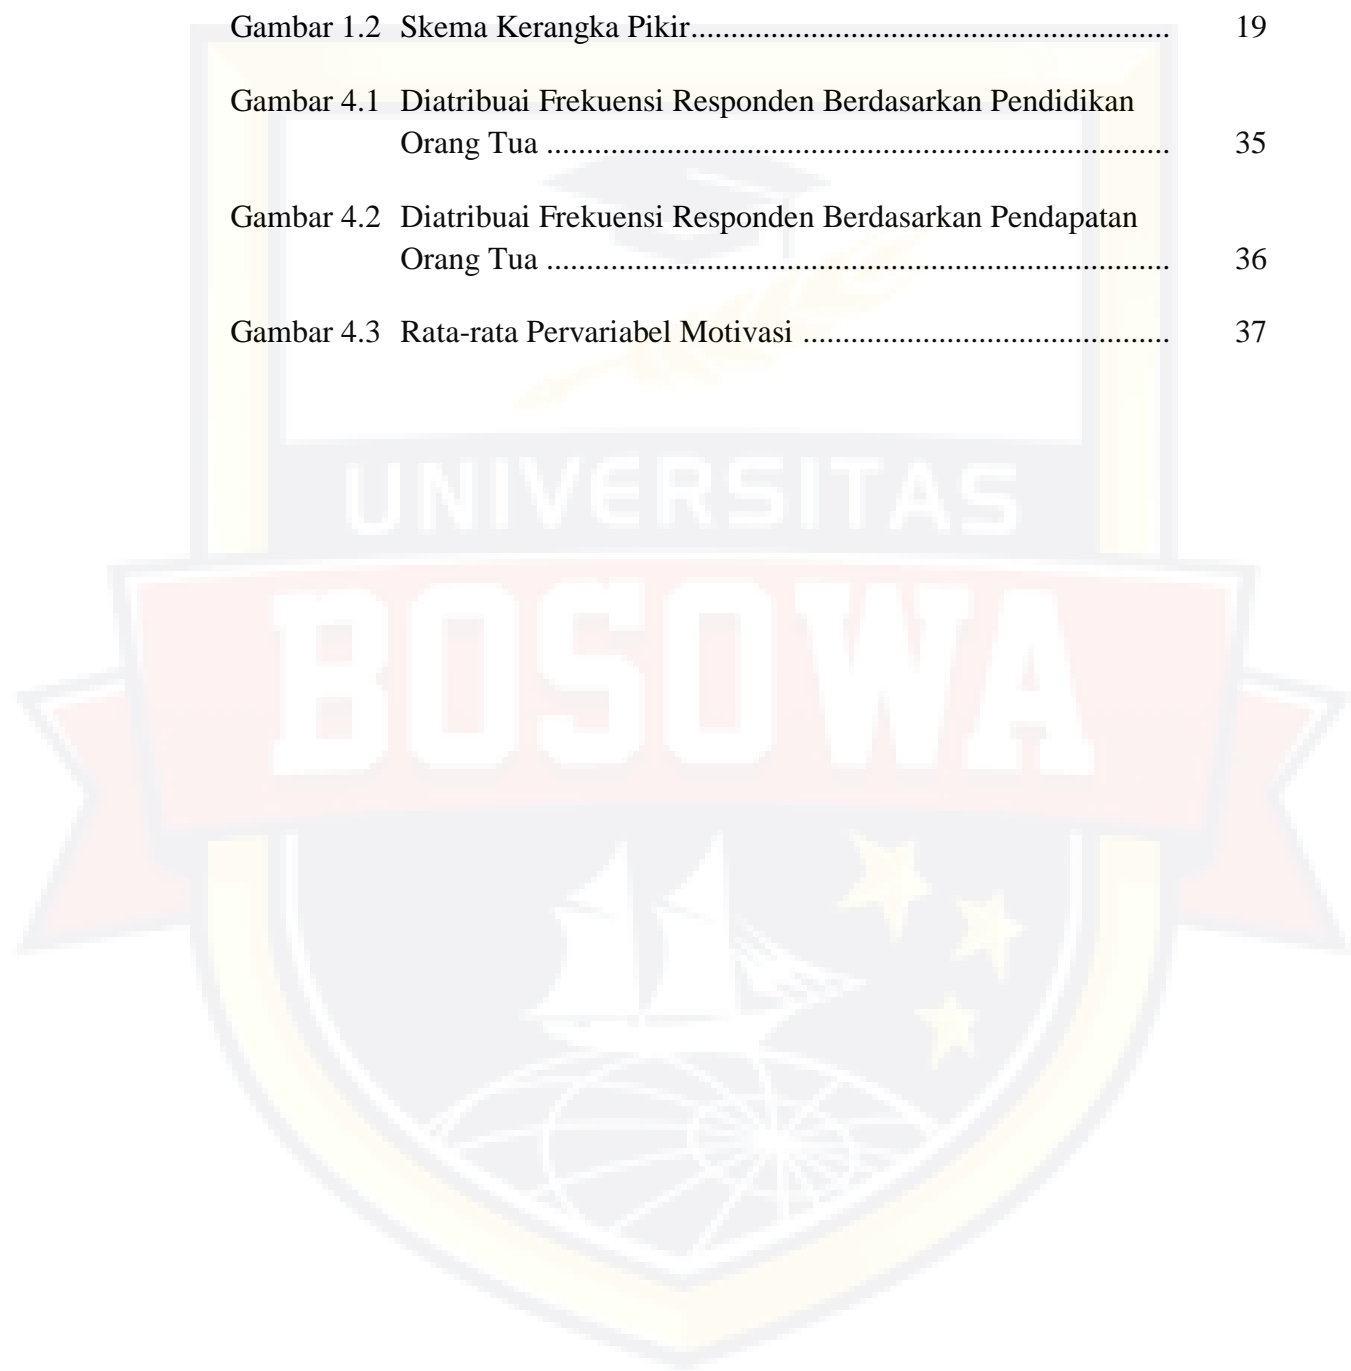 Gambar 1.2 Skema Kerangka Pikir........................................................... 19
Gambar 4.1 Diatribuai Frekuensi Responden Berdasarkan Pendidikan
Orang Tua ............................................................................. 35
Gambar 4.2 Diatribuai Frekuensi Responden Berdasarkan Pendapatan
Orang Tua ............................................................................. 36
Gambar 4.3 Rata-rata Pervariabel Motivasi ............................................. 37
UNIVERSITAS
BOSOWA